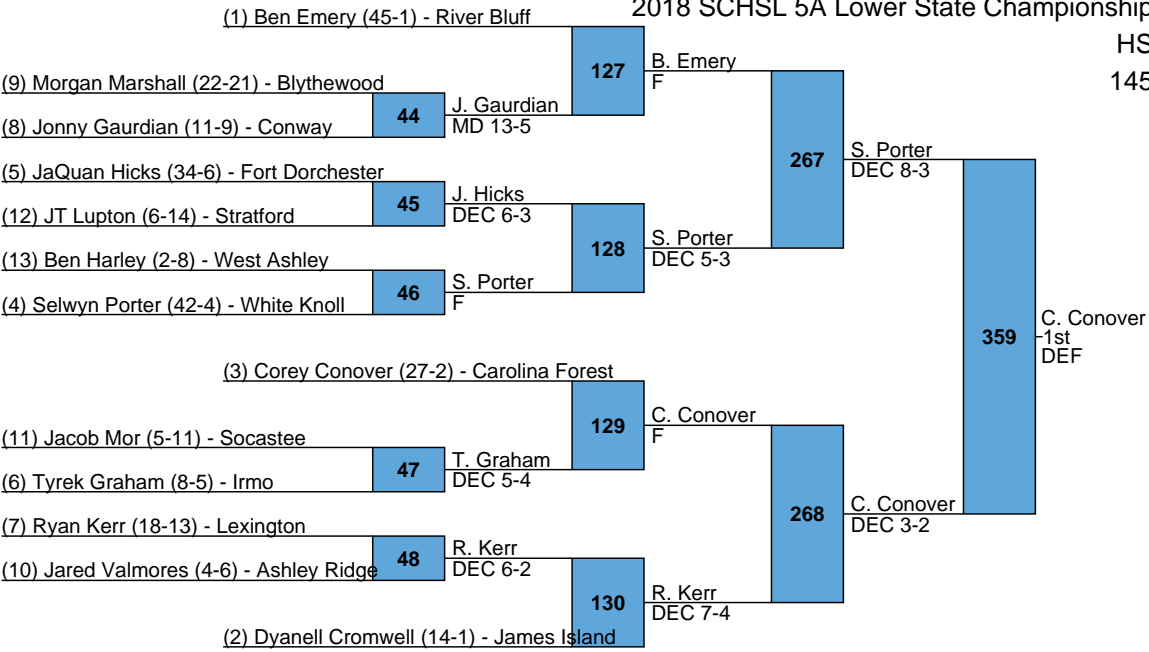 2018 SCHSL 5A Lower State Championship
HS
145
(1) Ben Emery (45-1) - River Bluff
127
B. Emery
F
(9) Morgan Marshall (22-21) - Blythewood
44
J. Gaurdian
MD 13-5
(8) Jonny Gaurdian (11-9) - Conway
267
S. Porter
DEC 8-3
(5) JaQuan Hicks (34-6) - Fort Dorchester
45
J. Hicks
DEC 6-3
(12) JT Lupton (6-14) - Stratford
128
S. Porter
DEC 5-3
(13) Ben Harley (2-8) - West Ashley
46
S. Porter
F
(4) Selwyn Porter (42-4) - White Knoll
359
C. Conover
1st
DEF
(3) Corey Conover (27-2) - Carolina Forest
129
C. Conover
F
(11) Jacob Mor (5-11) - Socastee
47
T. Graham
DEC 5-4
(6) Tyrek Graham (8-5) - Irmo
268
C. Conover
DEC 3-2
(7) Ryan Kerr (18-13) - Lexington
48
R. Kerr
DEC 6-2
(10) Jared Valmores (4-6) - Ashley Ridge
130
R. Kerr
DEC 7-4
(2) Dyanell Cromwell (14-1) - James Island